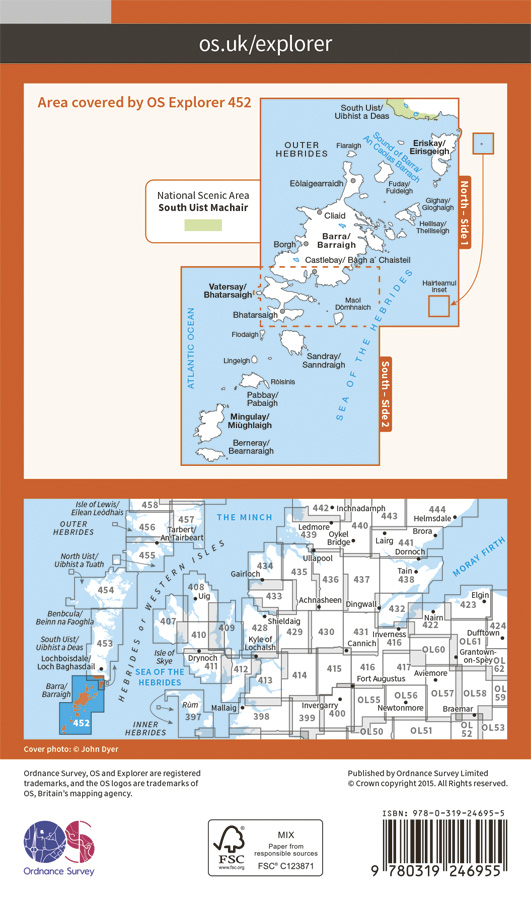 os.uk/explorer
Area covered by OS Explorer 452
South Uist/
Uibhist a Deas
OUTER
HEBRIDES
Fiaraigh
Sound of Barra/
An Caolas Barrach
Eriskay/
Eirisgeigh
Eòlaigearraidh
Fuday/
Fuideigh
National Scenic Area
South Uist Machair
Gighay/
Gioghaigh
Cliaid
Hellisay/
Theiliseigh
North – Side 1
Barra/
Barraigh
Borgh
Castlebay/ Bàgh a' Chaisteil
Vatersay/
Bhatarsaigh
Hairteamul
inset
Maol
Dòmhnaich
Bhatarsaigh
ATLANTIC OCEAN
Flodaigh
SEA OF THE HEBRIDES
Lingeigh
Sandray/
Sanndraigh
South – Side 2
Ròisinis
Pabbay/
Pabaigh
Mingulay/
Miùghlaigh
Berneray/
Bearnaraigh
Isle of Lewis/
Eilean Leòdhais
458
442
Inchnadamph
443
444
OUTER
HEBRIDES
456
457
THE MINCH
Ledmore
439
440
Helmsdale
Tarbert/
An Tairbeart
Oykel
Bridge
Lairg
441
Brora
455
Dornoch
North Uist/
Uibhist a Tuath
HEBRIDES or WESTERN ISLES
Ullapool
MORAY FIRTH
434
435
436
437
Tain
438
Gairloch
454
408
Uig
433
Achnasheen
Dingwall
432
Elgin
423
Benbcula/
Beinn na Faoghla
407
409
428
Shieldaig
Nairn
422
424
410
429
430
431
Inverness
416
Dufftown
OL61
South Uist/
Uibhist a Deas
453
Kyle of
Lochalsh
Cannich
OL60
Grantown-
on-Spey
OL
62
Lochboisdale/
Loch Baghasdail
Isle of
Skye
Drynoch
411
412
413
414
415
416
417
Aviemore
SEA OF THE
HEBRIDES
Fort Augustus
Barra/
Barraigh
OL55
OL56
OL57
OL58
OL
59
Rùm
397
Mallaig
398
Invergarry
399
400
Newtonmore
Braemar
452
INNER
HEBRIDES
OL50
OL51
OL
52
OL53
Cover photo: © John Dyer
Ordnance Survey, OS and Explorer are registered
trademarks, and the OS logos are trademarks of
OS, Britain's mapping agency.
Published by Ordnance Survey Limited
© Crown copyright 2015. All rights reserved.
OS
Ordnance Survey
FSC
www.fsc.org
MIX
Paper from
responsible sources
FSC® C123871
ISBN: 978-0-319-24695-5
9 780319 246955